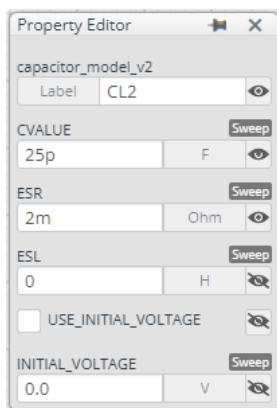 Property Editor
capacitor_model_v2
Label CL2
CVALUE Sweep
25p F
ESR Sweep
2m Ohm
ESL Sweep
0 H
USE_INITIAL_VOLTAGE
INITIAL_VOLTAGE Sweep
0.0 V